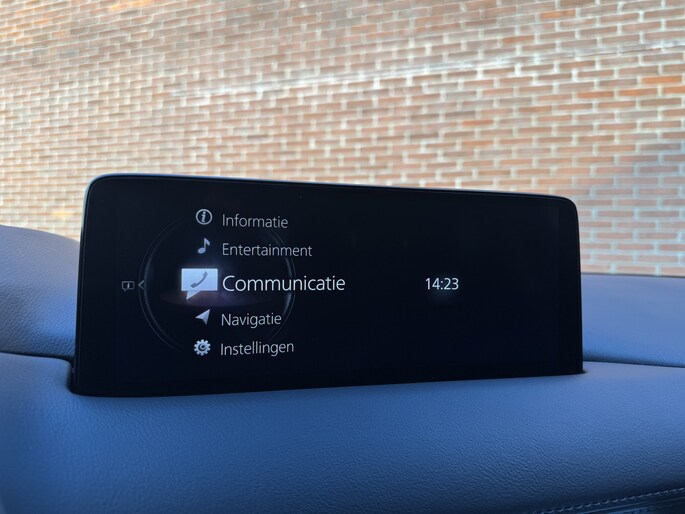 Informatie
Entertainment
Communicatie
14:23
Navigatie
Instellingen